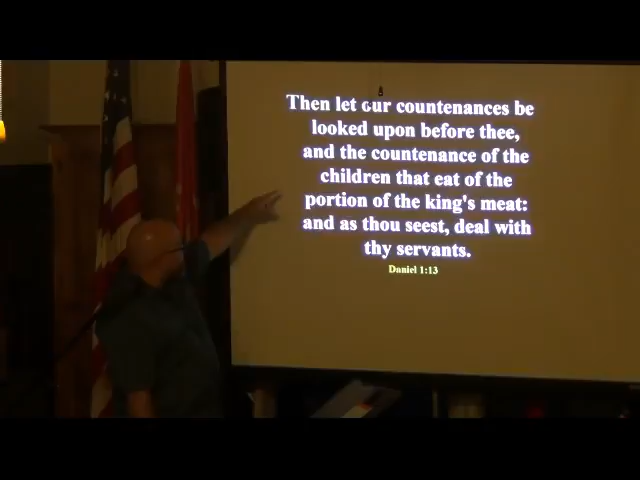 Then let our countenances be
looked upon before thee,
and the countenance of the
children that eat of the
portion of the king's meat:
and as thou seest, deal with
thy servants.
Daniel 1:13